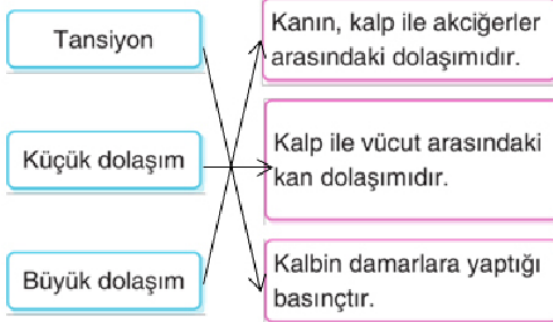 Tansiyon
Kanın, kalp ile akciğerler
arasındaki dolaşımıdır.
Küçük dolaşım
Kalp ile vücut arasındaki
kan dolaşımıdır.
Büyük dolaşım
Kalbin damarlara yaptığı
basınçtır.